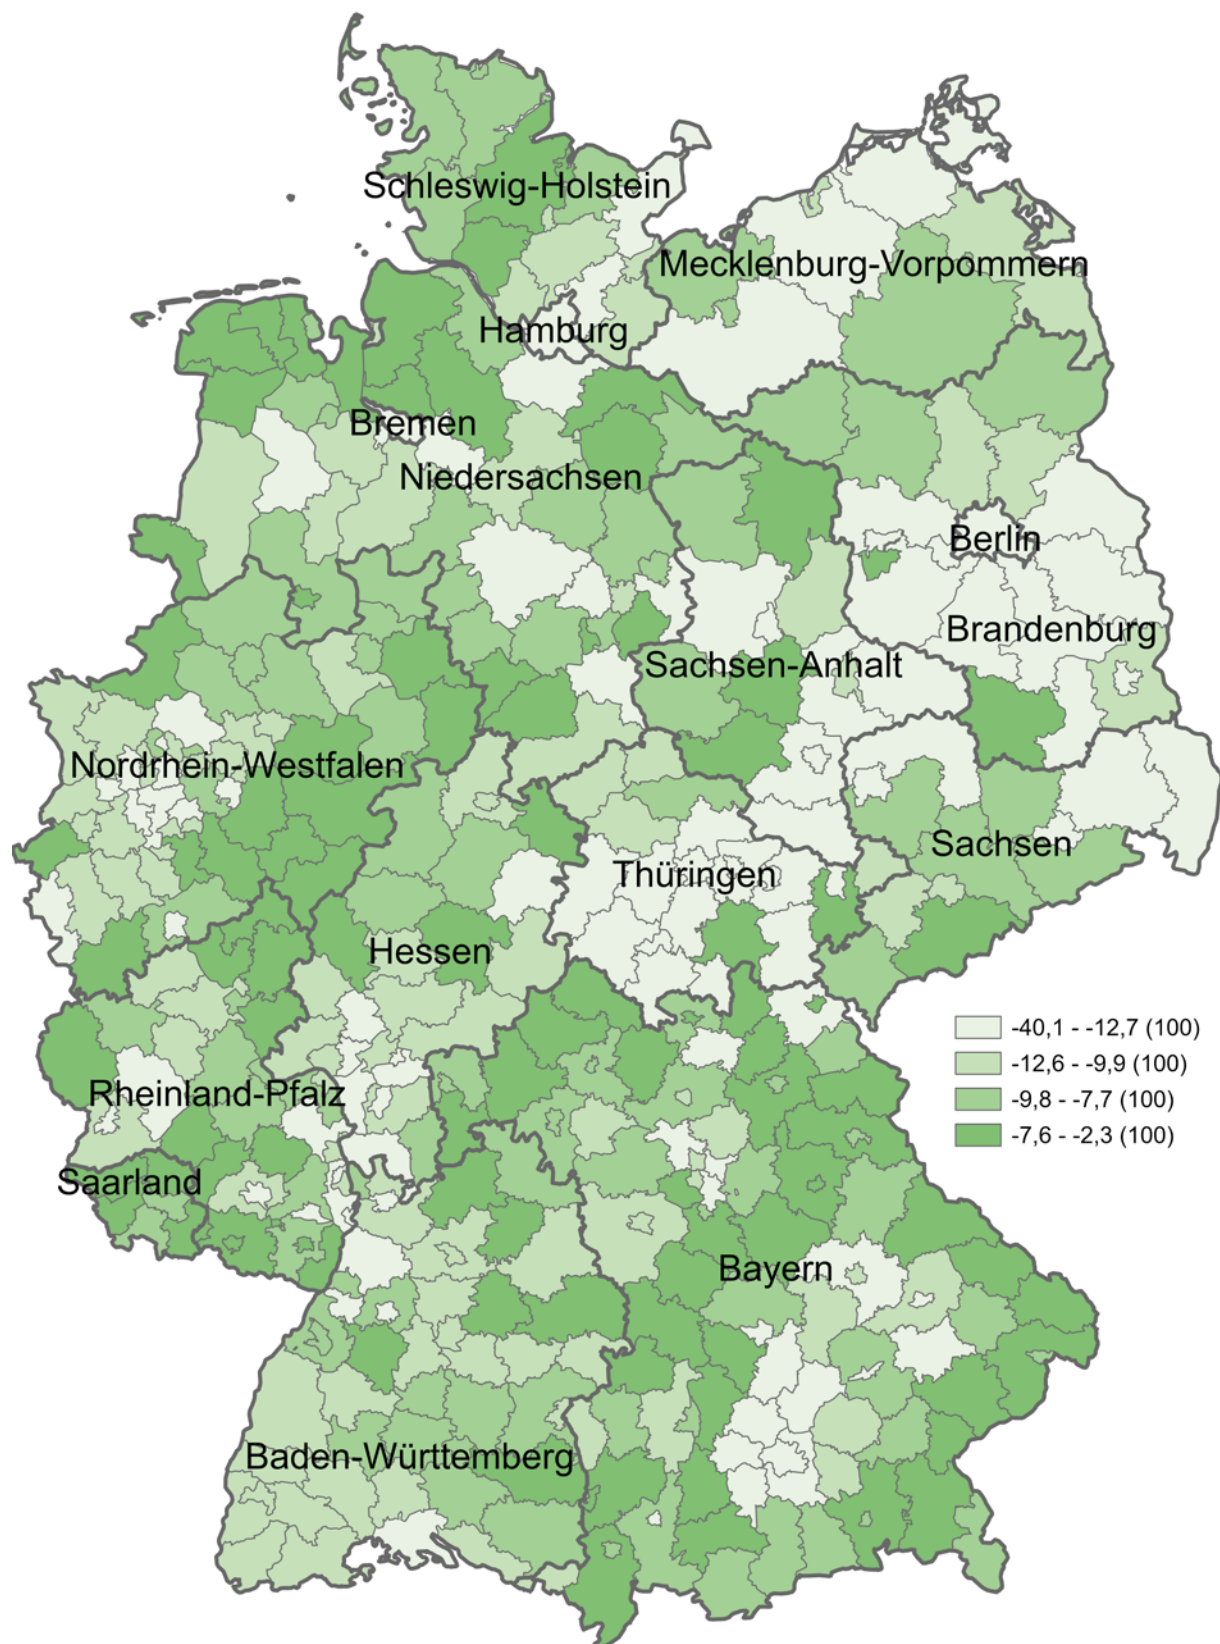 Schleswig-Holstein
Mecklenburg-Vorpommern
Hamburg
Bremen
Niedersachsen
Berlin
Brandenburg
Sachsen-Anhalt
Nordrhein-Westfalen
Sachsen
Thüringen
Hessen
-40,1 - -12,7 (100)
-12,6 - -9,9 (100)
-9,8 - -7,7 (100)
-7,6 - -2,3 (100)
Rheinland-Pfalz
Saarland
Bayern
Baden-Württemberg